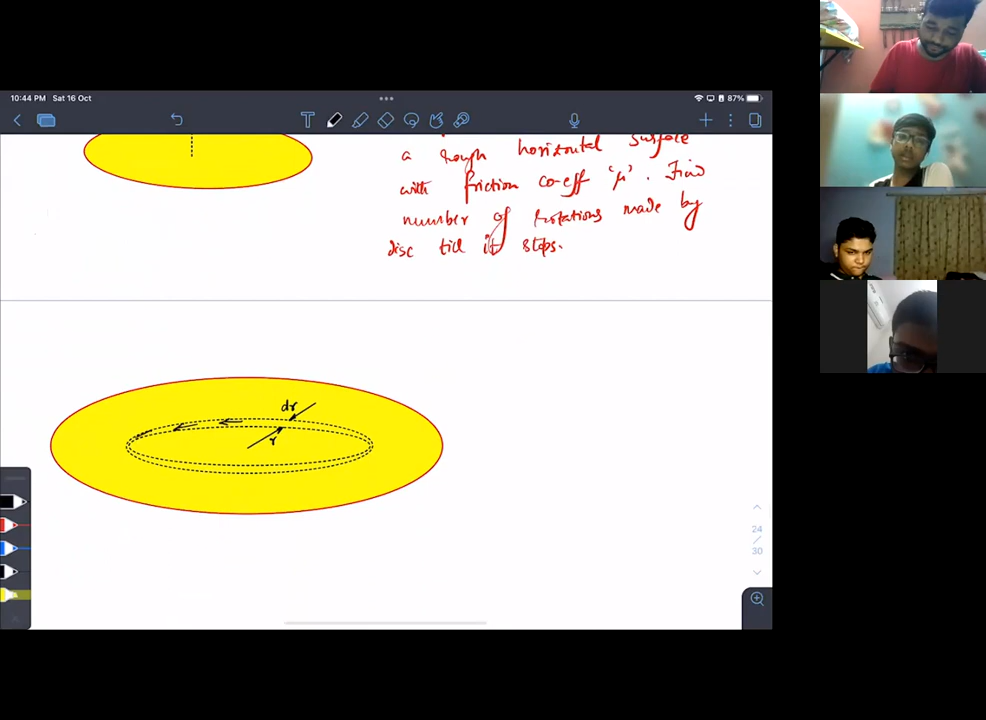 10:44 PM Sat 16 Oct
87%
a rough horizontal surface
with friction co-eff 'μ'. Find
number of rotations made by
disc till it stops.
dr
r
24
/
30